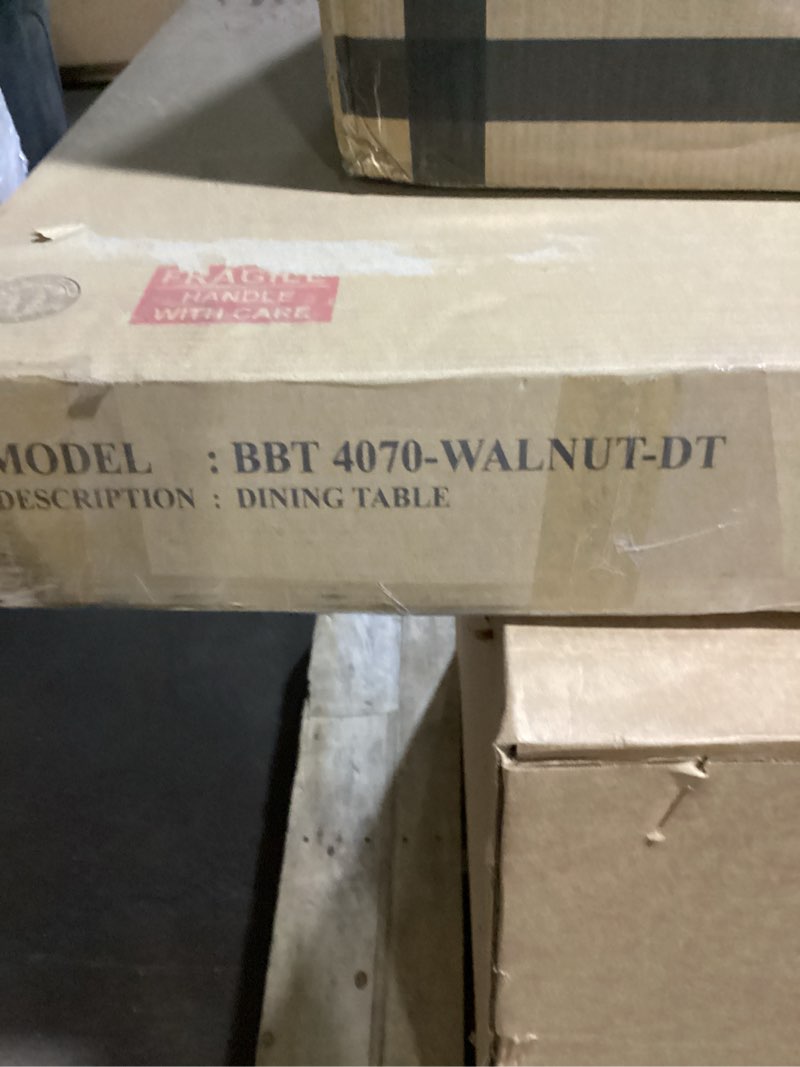 FRAGILE
HANDLE
WITH CARE
MODEL : BBT 4070-WALNUT-DT
DESCRIPTION : DINING TABLE